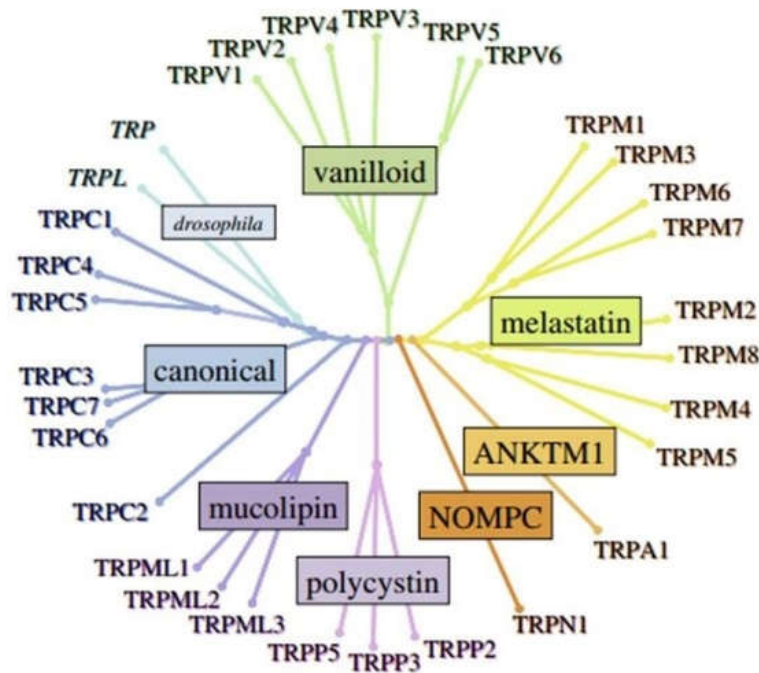 TRPV3
TRPV4
TRPV5
TRPV2
TRPV6
TRPV1
TRP
TRPM1
TRPM3
vanilloid
TRPL
TRPM6
TRPC1
drosophila
TRPM7
TRPC4
TRPC5
melastatin
TRPM2
TRPM8
canonical
TRPC3
TRPC7
TRPC6
TRPM4
ANKTM1
TRPM5
mucolipin
NOMPC
TRPC2
TRPA1
TRPML1
polycystin
TRPML2
TRPML3
TRPN1
TRPP5
TRPP3
TRPP2